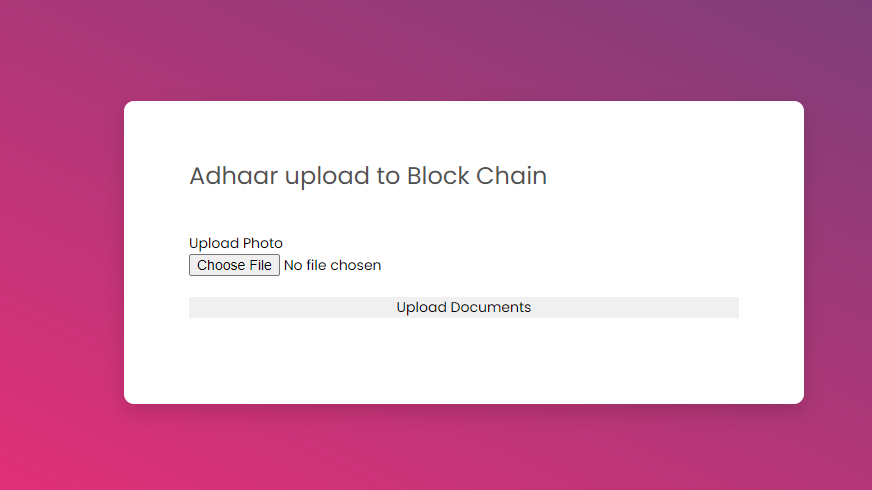 Adhaar upload to Block Chain
Upload Photo
Choose File No file chosen
Upload Documents